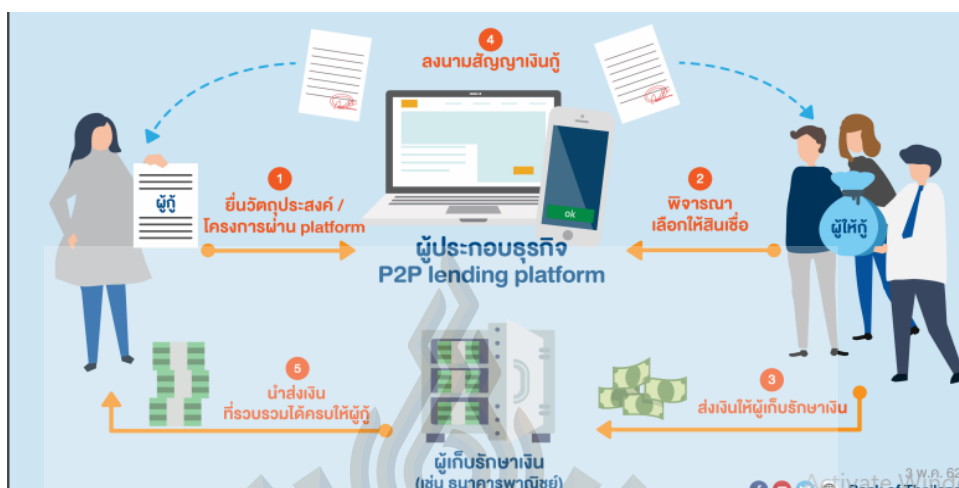 4
ลงนามสัญญาเงินกู้
ผู้กู้
1
ยื่นวัตถุประสงค์ /
โครงการผ่าน platform
ok
2
พิจารณา
เลือกให้สินเชื่อ
ผู้ให้กู้
ผู้ประกอบธุรกิจ
P2P lending platform
5
นำส่งเงิน
ที่รวบรวมได้ครบให้ผู้กู้
3
ส่งเงินให้ผู้เก็บรักษาเงิน
ผู้เก็บรักษาเงิน
(เช่น ธนาคารพาณิชย์)
3 พ.ค. 62
Activate Wind